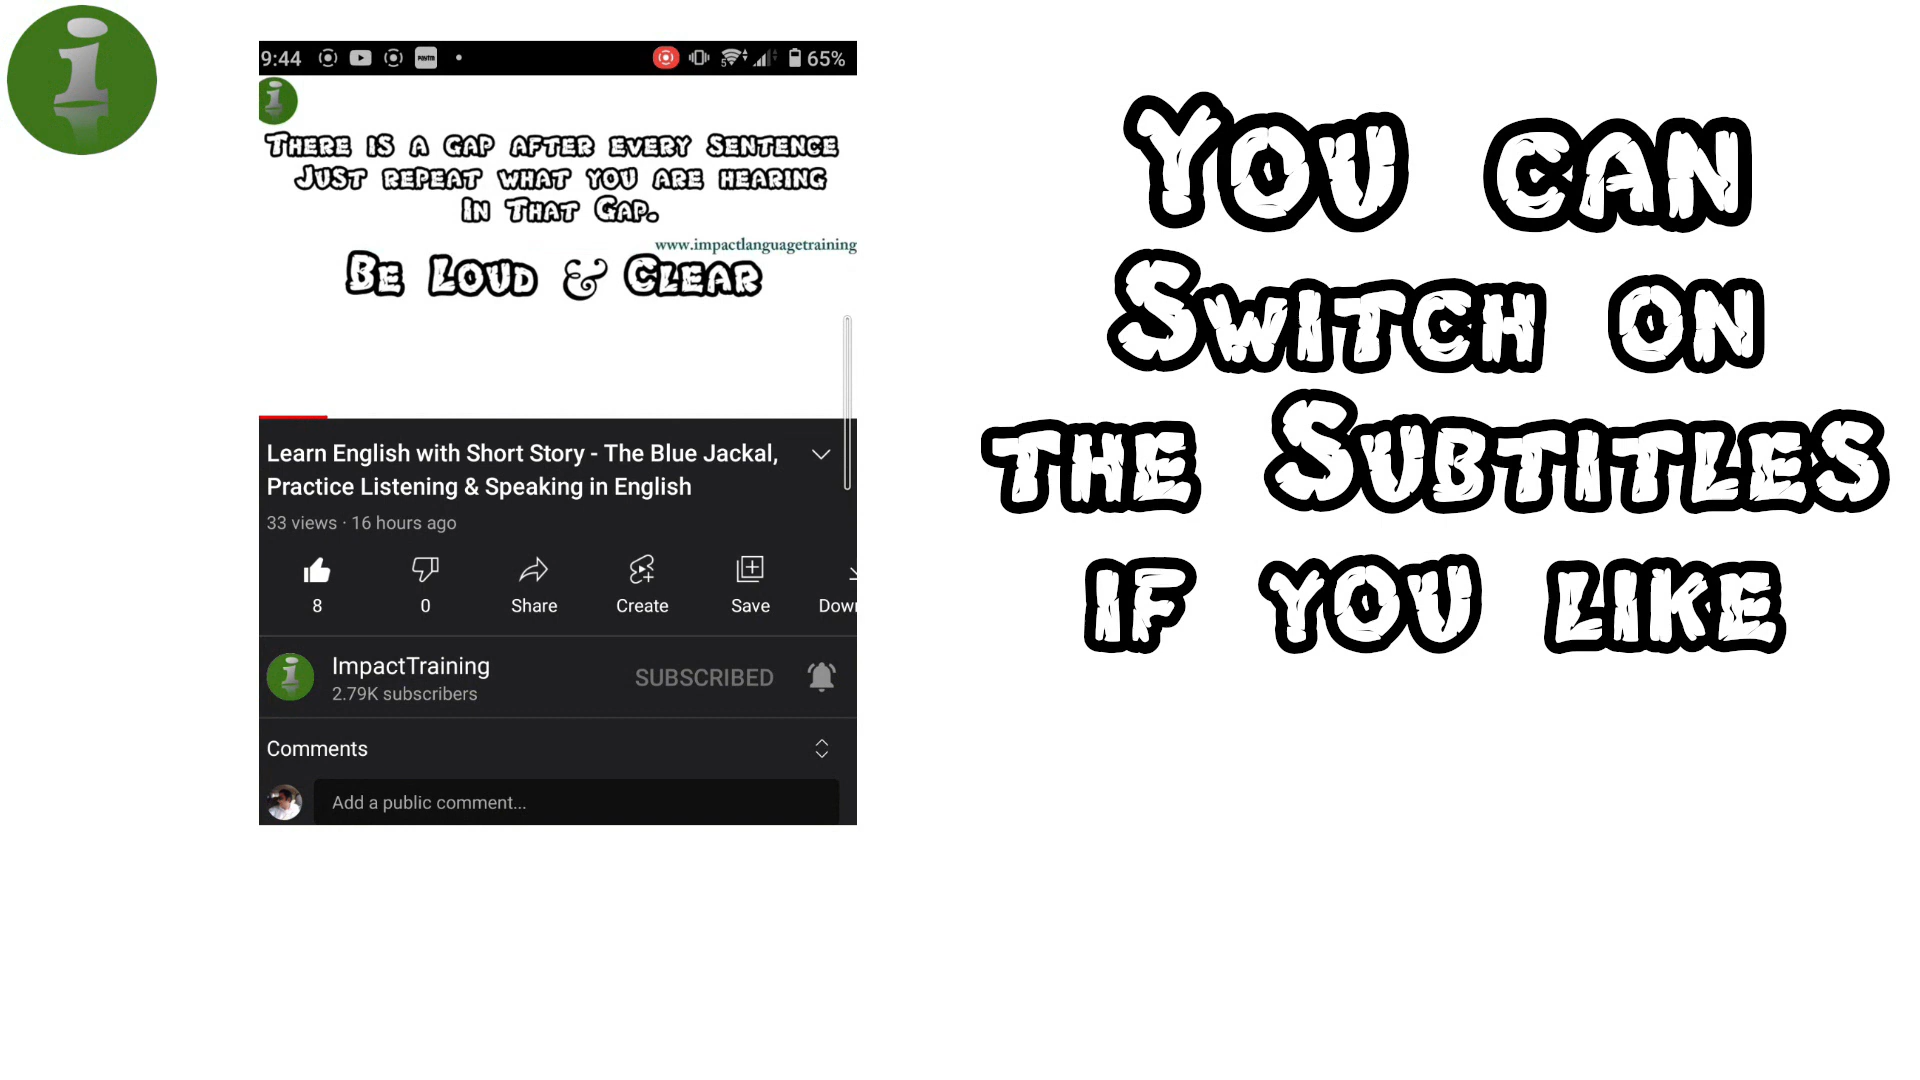 9:44
65%
There is a gap after every Sentence
Just repeat what you are hearing
In That Gap.
www.impactlanguagetraining
Be Loud & Clear
Learn English with Short Story - The Blue Jackal,
Practice Listening & Speaking in English
33 views · 16 hours ago
8
0
Share
Create
Save
Down
ImpactTraining
2.79K subscribers
SUBSCRIBED
Comments
Add a public comment...
You can
Switch on
the Subtitles
if you like